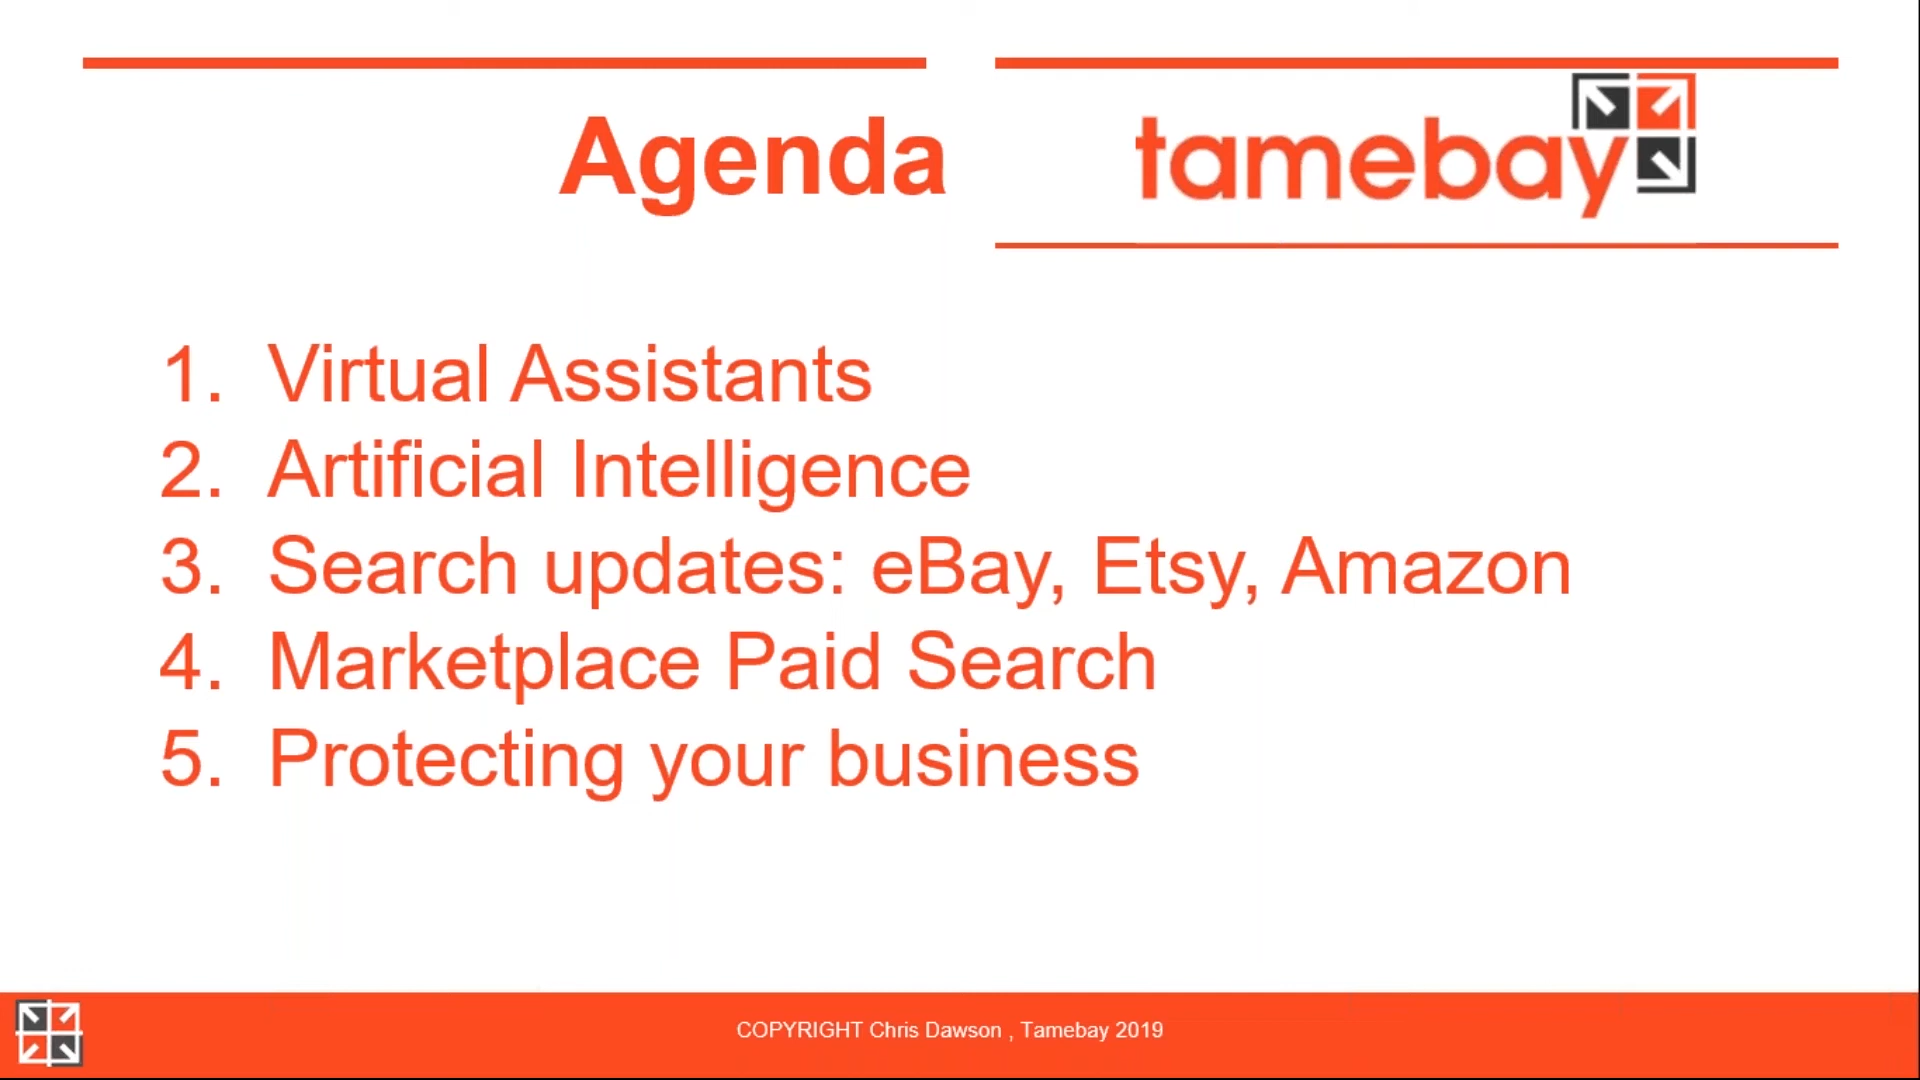 Agenda
tamebay
1. Virtual Assistants
2. Artificial Intelligence
3. Search updates: eBay, Etsy, Amazon
4. Marketplace Paid Search
5. Protecting your business
COPYRIGHT Chris Dawson , Tamebay 2019